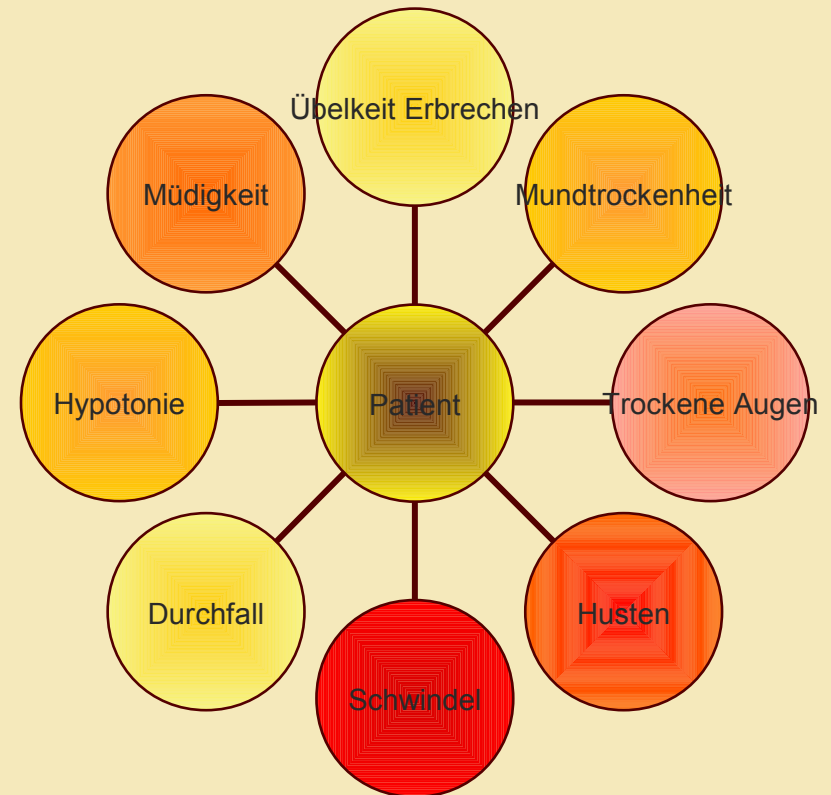 Übelkeit Erbrechen
Müdigkeit
Mundtrockenheit
Hypotonie
Patient
Trockene Augen
Durchfall
Husten
Schwindel